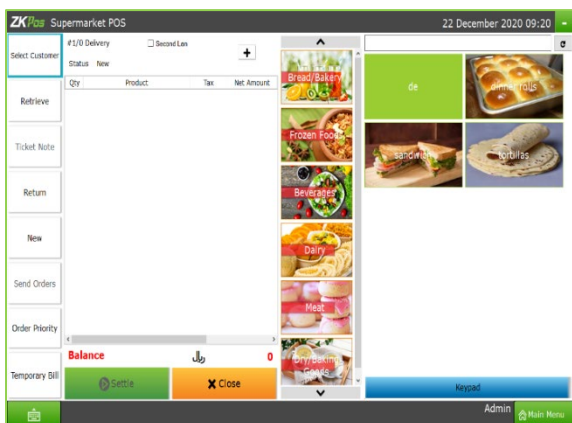 ZKPos Supermarket POS
22 December 2020 09:20
Select Customer
Retrieve
Ticket Note
Return
New
Send Orders
Order Priority
Temporary Bill
#1/0 Delivery
Second Lan
+
Status New
Qty Product Tax Net Amount
Balance ﷼ 0
Settle
Close
Bread/Bakery
Frozen Foods
Beverages
Dairy
Meat
Dry/Baking
Goods
de
dinner rolls
sandwich
tortillas
Keypad
Admin
Main Menu